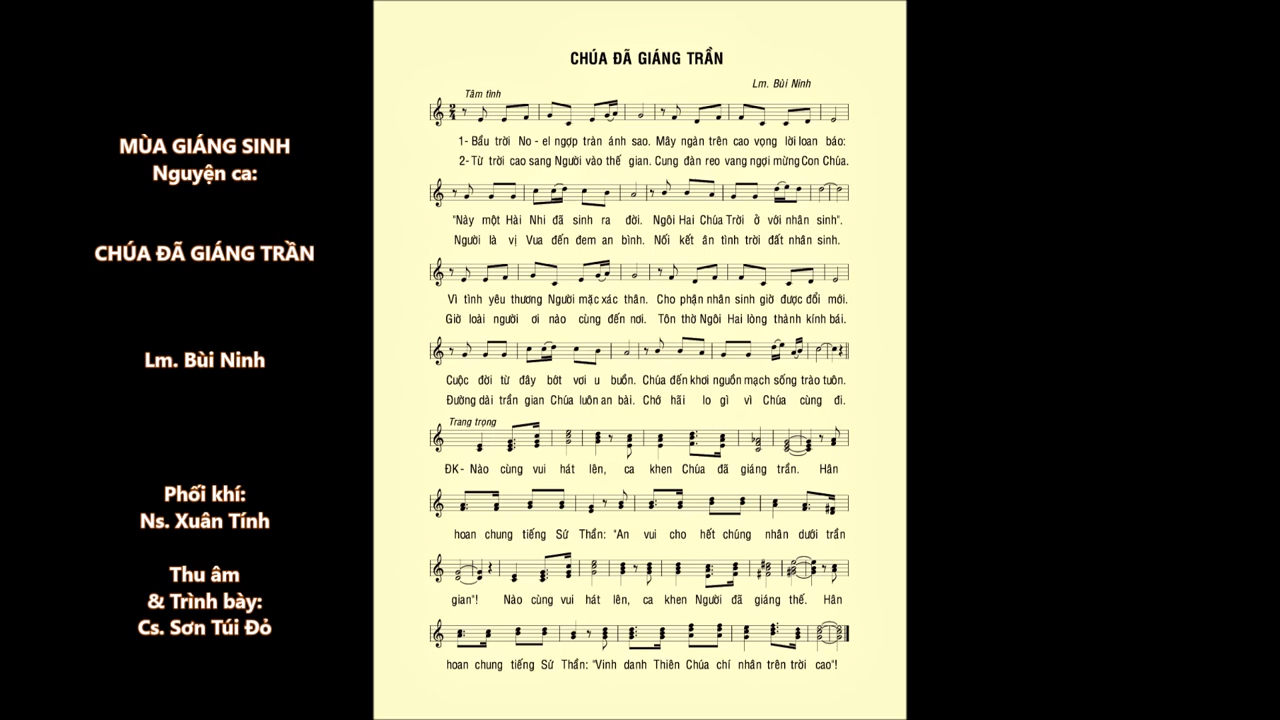 MÙA GIÁNG SINH
Nguyện ca:
CHÚA ĐÃ GIÁNG TRẦN
Lm. Bùi Ninh
Phối khí:
Ns. Xuân Tính
Thu âm
& Trình bày:
Cs. Sơn Túi Đỏ
CHÚA ĐÃ GIÁNG TRẦN
Lm. Bùi Ninh
Tâm tình
1- Bầu trời No - el ngợp tràn ánh sao. Mây ngàn trên cao vọng lời loan báo:
2- Từ trời cao sang Người vào thế gian. Cung đàn reo vang ngợi mừng Con Chúa.
"Này một Hài Nhi đã sinh ra đời. Ngôi Hai Chúa Trời ở với nhân sinh".
Người là vị Vua đến đem an bình. Nối kết ân tình trời đất nhân sinh.
Vì tình yêu thương Người mặc xác thân. Cho phận nhân sinh giờ được đổi mới.
Giờ loài người ơi nào cùng đến nơi. Tôn thờ Ngôi Hai lòng thành kính bái.
Cuộc đời từ đây bớt vơi u buồn. Chúa đến khơi nguồn mạch sống trào tuôn.
Đường dài trần gian Chúa luôn an bài. Chớ hãi lo gì vì Chúa cùng đi.
Trang trọng
ĐK- Nào cùng vui hát lên, ca khen Chúa đã giáng trần. Hân
hoan chung tiếng Sứ Thần: "An vui cho hết chúng nhân dưới trần
gian"! Nào cùng vui hát lên, ca khen Người đã giáng thế. Hân
hoan chung tiếng Sứ Thần: "Vinh danh Thiên Chúa chí nhân trên trời cao"!